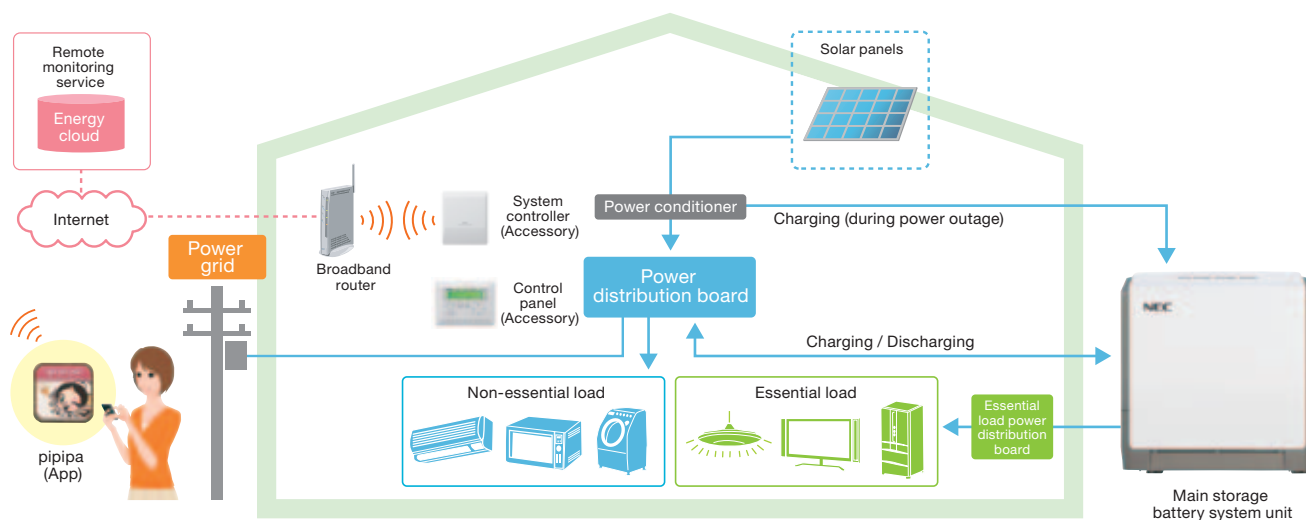 Remote
monitoring
service
Energy
cloud
Internet
Power
grid
pipipa
(App)
Broadband
router
System
controller
(Accessory)
Control
panel
(Accessory)
Solar panels
Power conditioner
Charging (during power outage)
Power
distribution board
Charging / Discharging
Non-essential load
Essential load
Essential
load power
distribution
board
NEC
Main storage
battery system unit